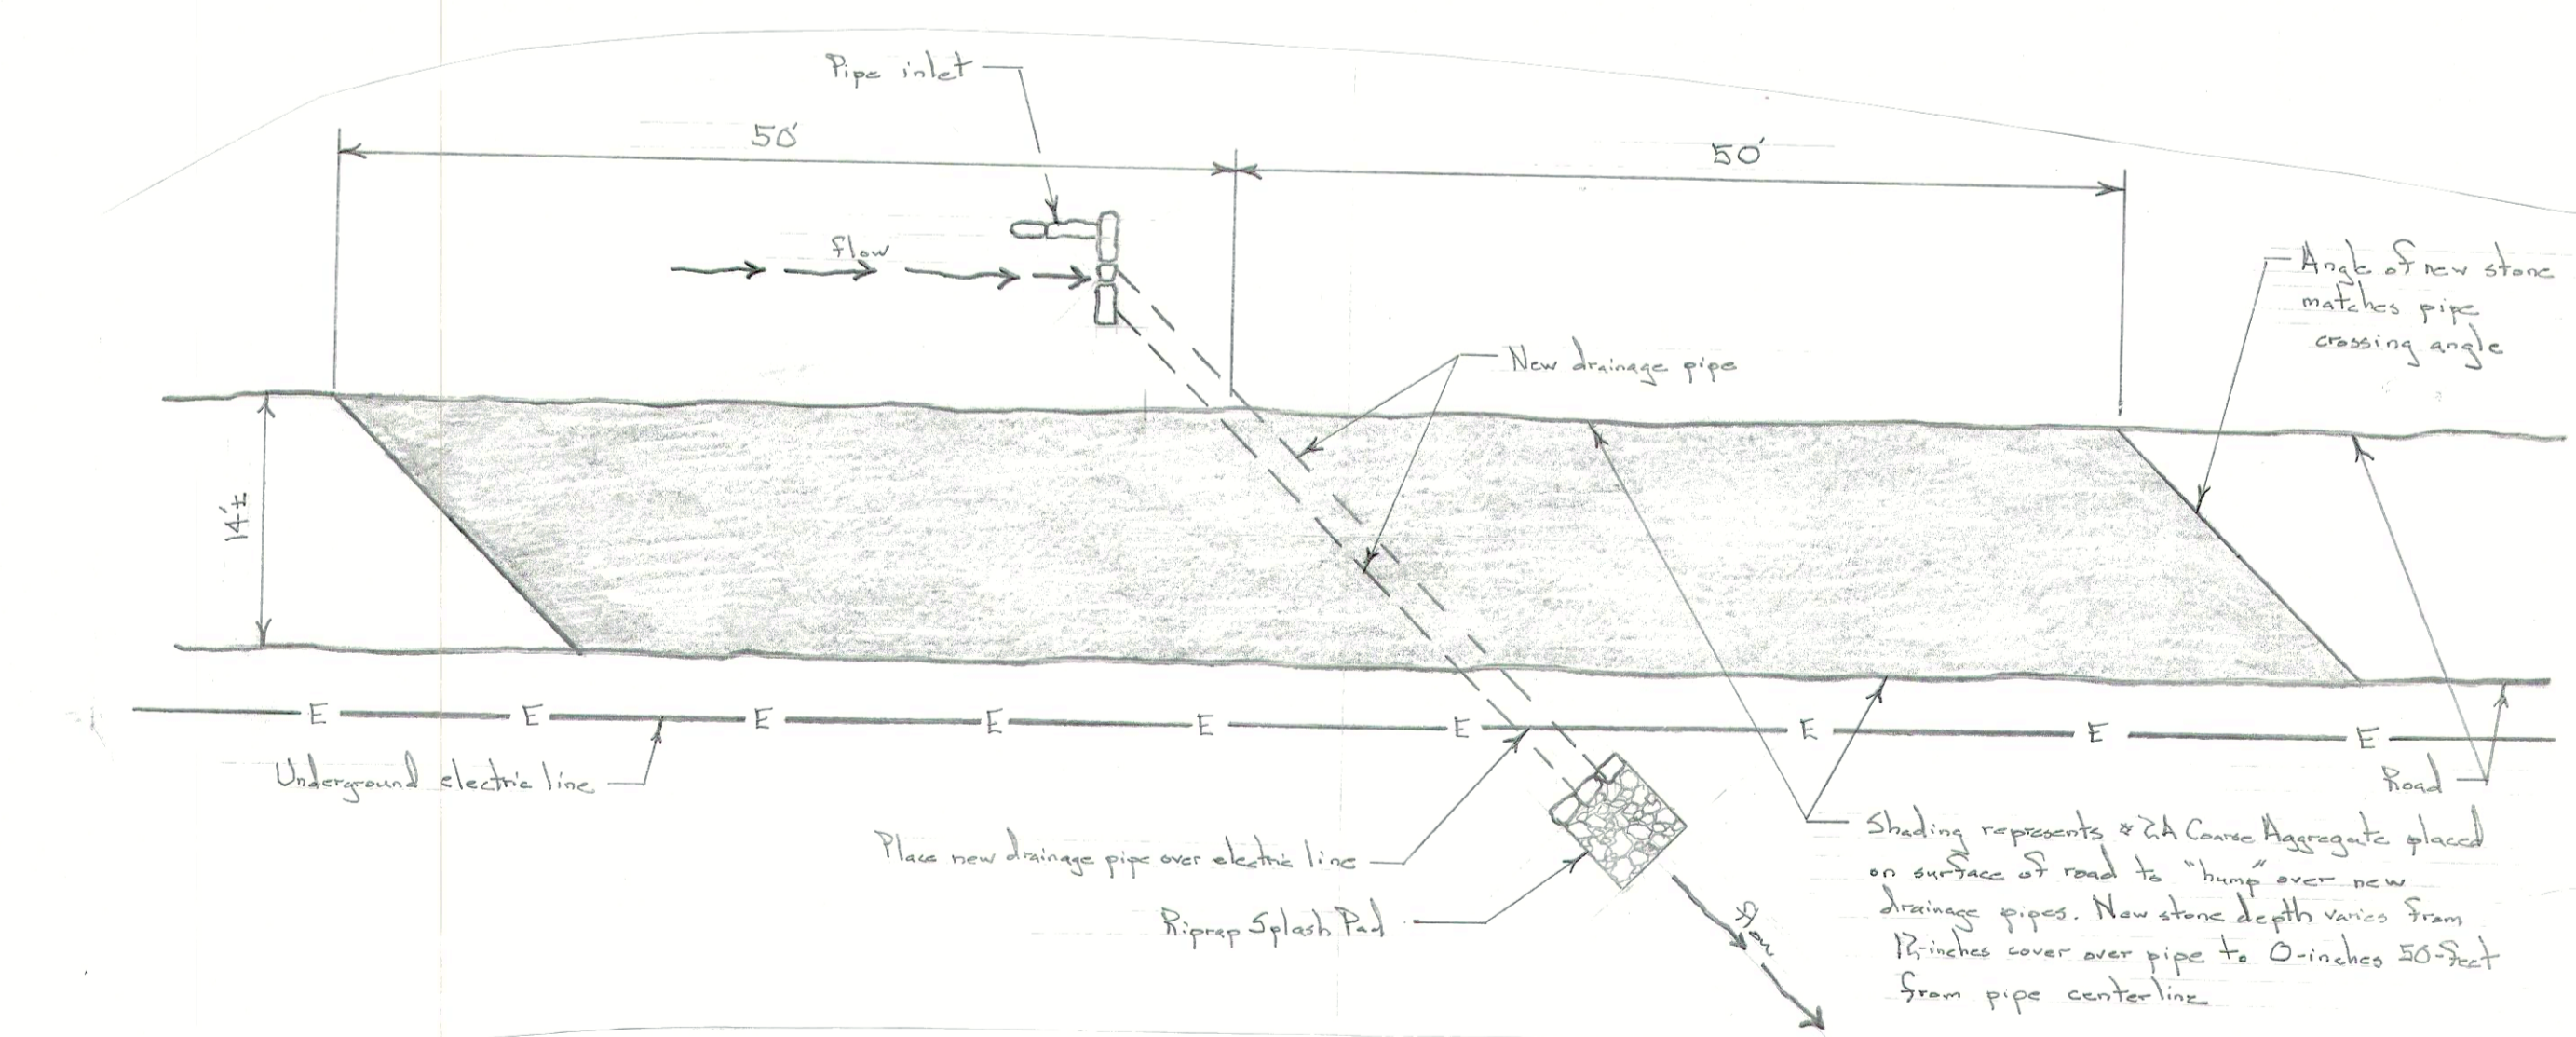 Pipe inlet
50'
50'
flow
Angle of new stone
matches pipe
crossing angle
New drainage pipe
14'±
E E E E E E E E E
Underground electric line
Road
Place new drainage pipe over electric line
Shading represents #2A Coarse Aggregate placed
on surface of road to "hump" over new
drainage pipes. New stone depth varies from
12-inches cover over pipe to 0-inches 50-feet
from pipe centerline
Riprap Splash Pad
flow